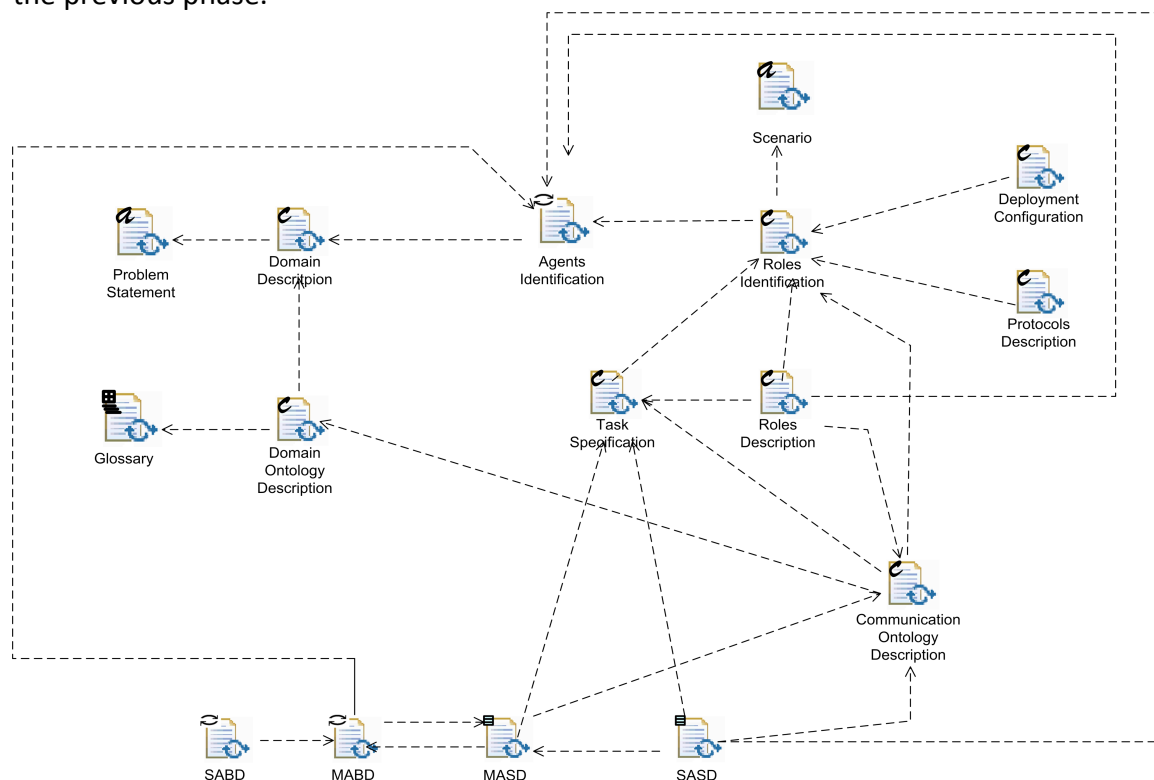 the previous phase.
Scenario
Deployment
Configuration
Problem
Statement
Domain
Descritpion
Agents
Identification
Roles
Identification
Protocols
Description
Glossary
Domain
Ontology
Description
Task
Specification
Roles
Description
Communication
Ontology
Description
SABD
MABD
MASD
SASD